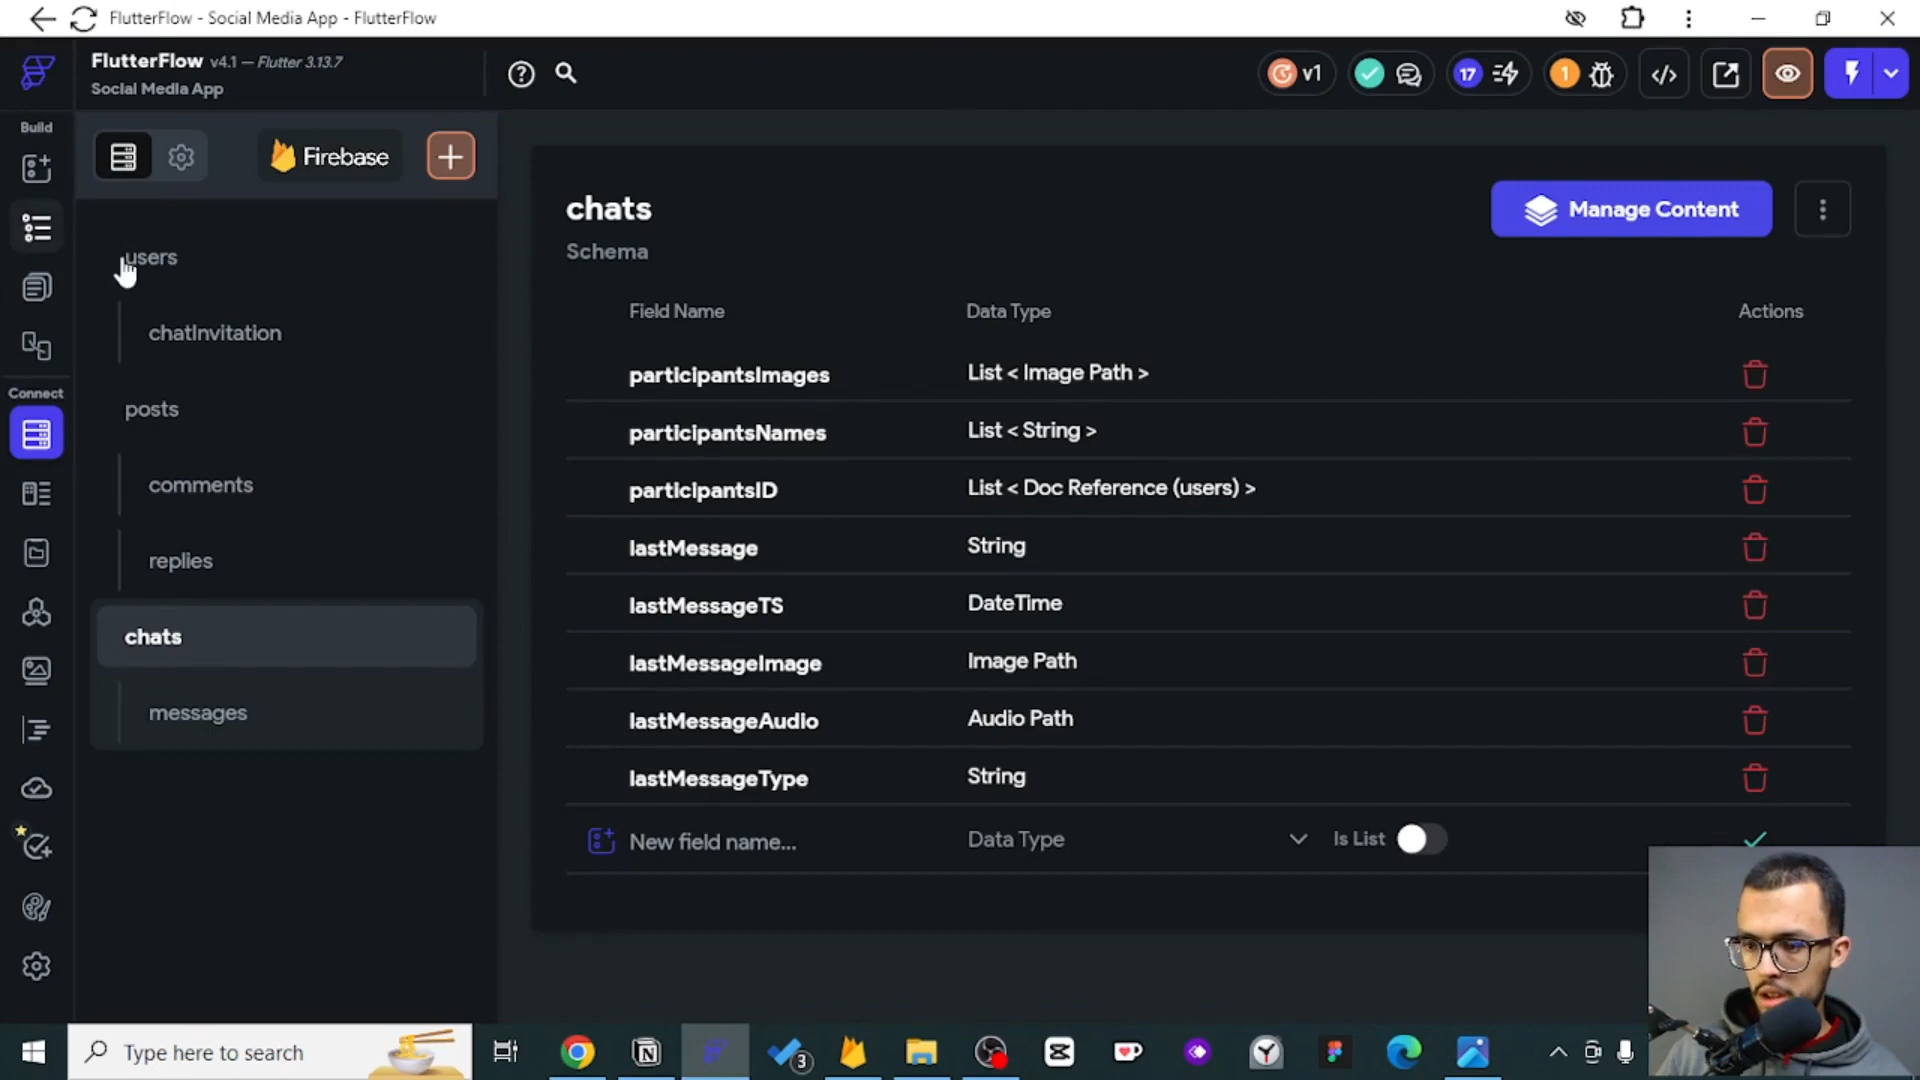 FlutterFlow - Social Media App - FlutterFlow
FlutterFlow v4.1 — Flutter 3.13.7
Social Media App
v1
17
1
Build
Connect
Firebase
users
chatInvitation
posts
comments
replies
chats
messages
chats
Schema
Manage Content
Field Name Data Type Actions
participantsImages List < Image Path >
participantsNames List < String >
participantsID List < Doc Reference (users) >
lastMessage String
lastMessageTS DateTime
lastMessageImage Image Path
lastMessageAudio Audio Path
lastMessageType String
New field name... Data Type Is List
Type here to search
3